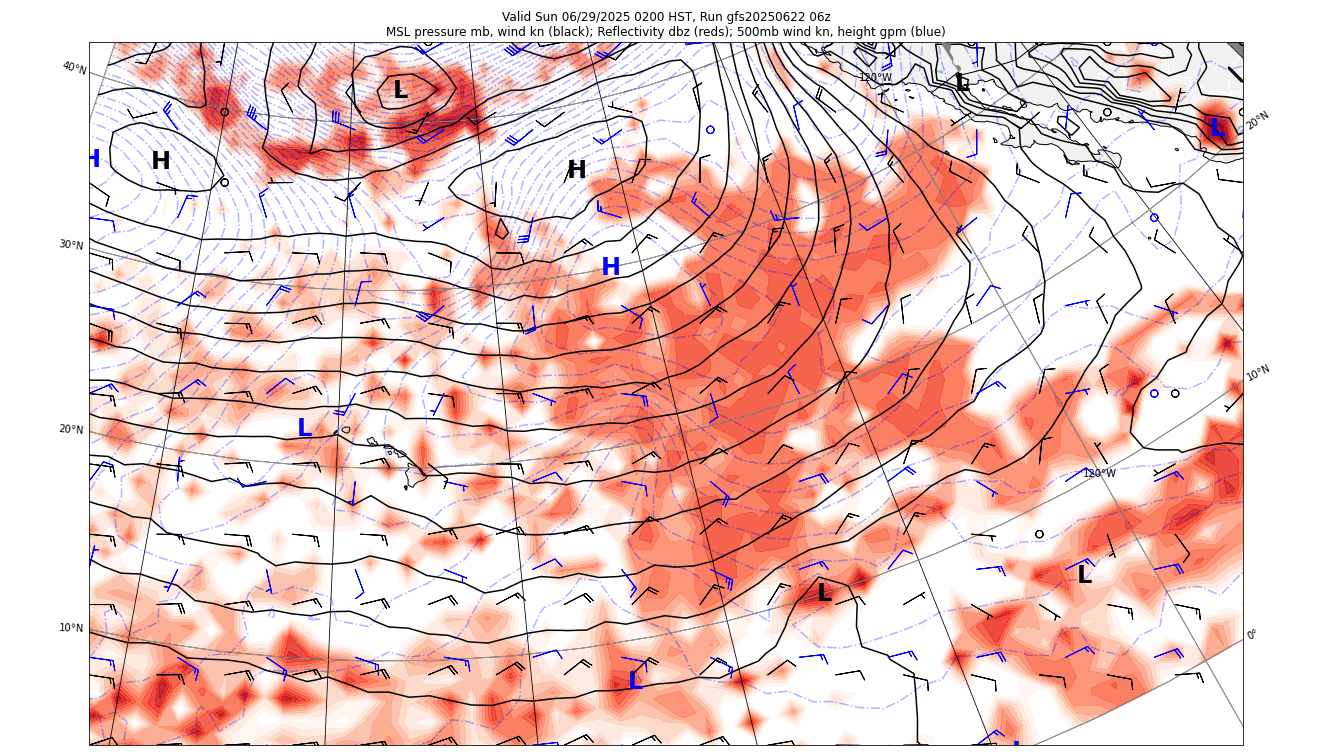 Valid Sun 06/29/2025 0200 HST, Run gfs20250622 06z
MSL pressure mb, wind kn (black); Reflectivity dbz (reds); 500mb wind kn, height gpm (blue)
40°N
120°W
L
L
20°N
L
H
H
H
30°N
H
10°N
L
20°N
120°W
L
L
10°N
0°
L